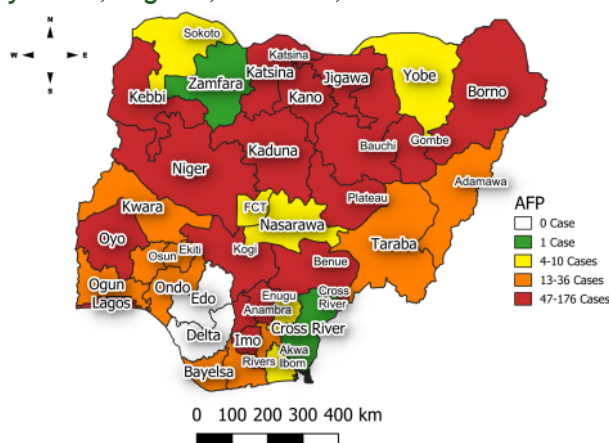 N
W E
S
Sokoto
Katsina
Zamfara
Katsina
Jigawa
Yobe
Kebbi
Kano
Borno
Gombe
Bauchi
Kaduna
Niger
Adamawa
Plateau
Kwara
FCT
Nasarawa
Taraba
Oyo
Kogi
Ekiti
Osun
Benue
Ogun
Ondo
Edo
Lagos
Enugu
Cross
River
Anambra
Cross River
Delta
Imo
Akwa
Ibom
Rivers
Bayelsa
AFP
0 Case
1 Case
4-10 Cases
13-36 Cases
47-176 Cases
0 100 200 300 400 km